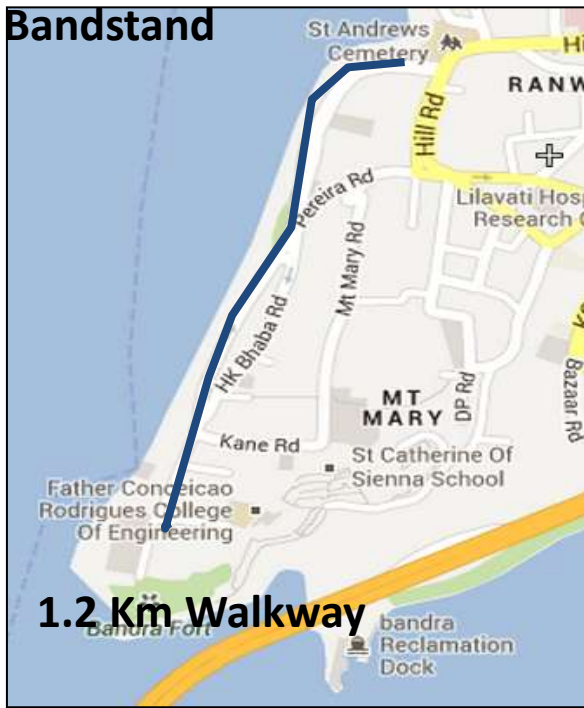 Bandstand
St Andrews
Cemetery
Hi
RANW
Hill Rd
Pereira Rd
Lilavati Hosp
Research C
Mt Mary Rd
HK Bhaba Rd
MT
MARY
DP Rd
Bazaar Rd
Kane Rd
St Catherine Of
Sienna School
Father Conceicao
Rodrigues College
Of Engineering
1.2 Km Walkway
Bandra Fort
bandra
Reclamation
Dock